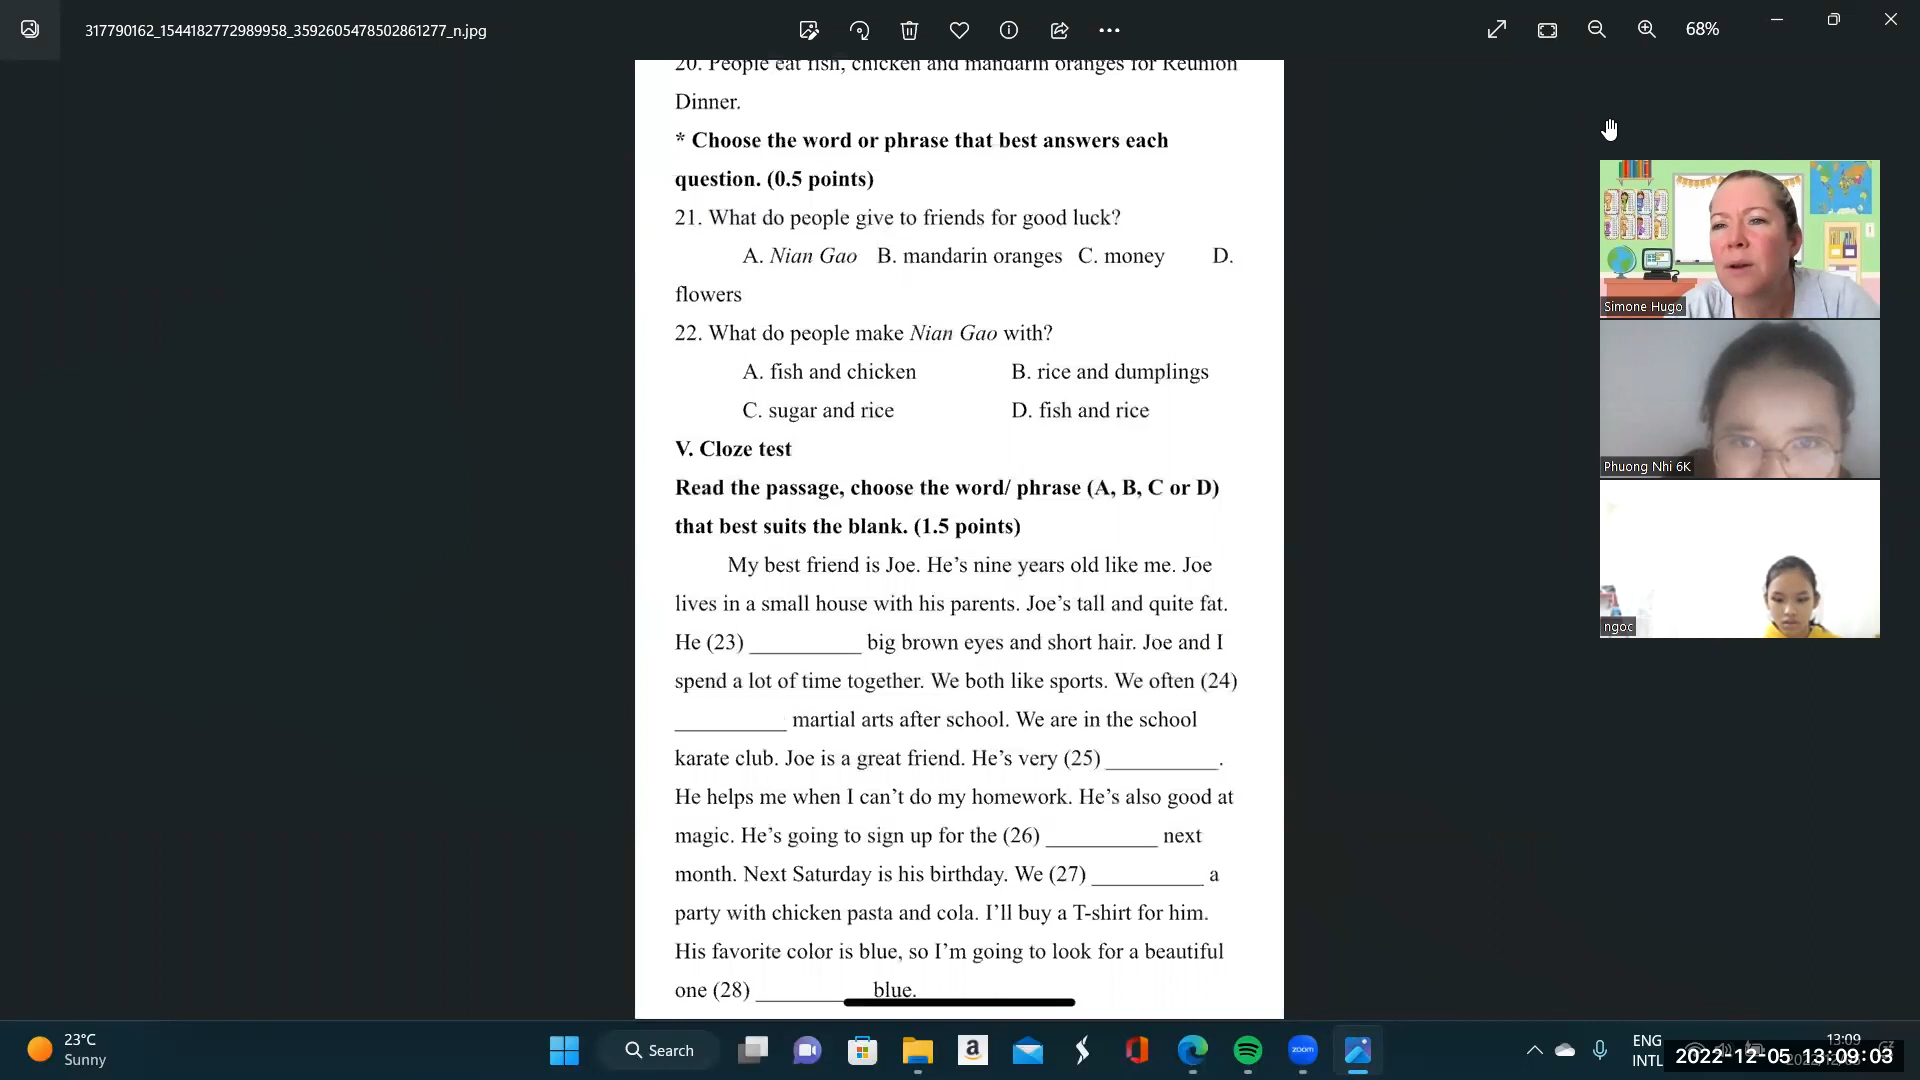 317790162_1544182772989958_3592605478502861277_n.jpg
68%
20. People eat fish, chicken and mandarin oranges for Reunion
Dinner.
* Choose the word or phrase that best answers each
question. (0.5 points)
21. What do people give to friends for good luck?
A. Nian Gao B. mandarin oranges C. money D.
flowers
22. What do people make Nian Gao with?
A. fish and chicken B. rice and dumplings
C. sugar and rice D. fish and rice
V. Cloze test
Read the passage, choose the word/ phrase (A, B, C or D)
that best suits the blank. (1.5 points)
My best friend is Joe. He’s nine years old like me. Joe
lives in a small house with his parents. Joe’s tall and quite fat.
He (23) __________ big brown eyes and short hair. Joe and I
spend a lot of time together. We both like sports. We often (24)
__________ martial arts after school. We are in the school
karate club. Joe is a great friend. He’s very (25) __________.
He helps me when I can’t do my homework. He’s also good at
magic. He’s going to sign up for the (26) __________ next
month. Next Saturday is his birthday. We (27) __________ a
party with chicken pasta and cola. I’ll buy a T-shirt for him.
His favorite color is blue, so I’m going to look for a beautiful
one (28) __________ blue.
Simone Hugo
Phuong Nhi 6K
ngoc
23°C
Sunny
Search
a
zoom
ENG
INTL
13:09
2022-12-05 13:09:03